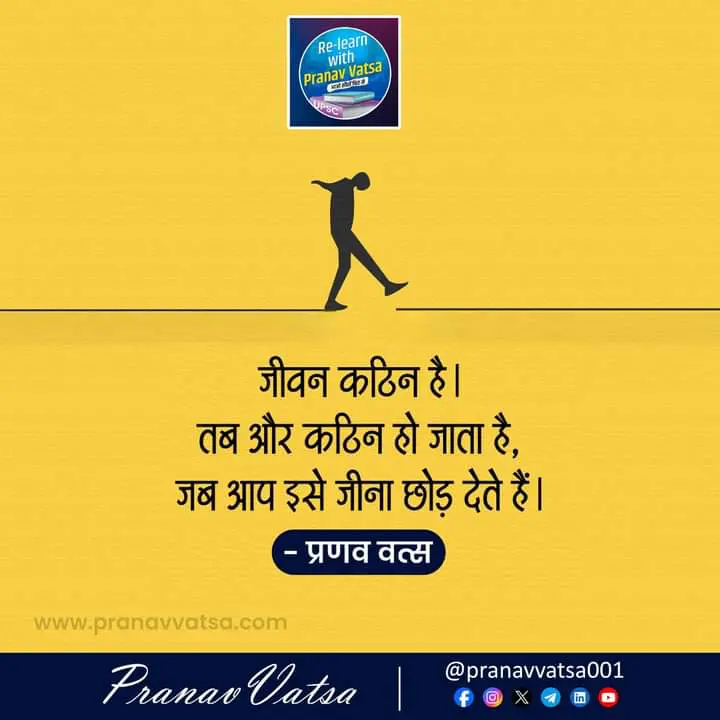 Re-learn
with
Pranav Vatsa
UPSC
जीवन कठिन है।
तब और कठिन हो जाता है,
जब आप इसे जीना छोड़ देते हैं।
– प्रणव वत्स
www.pranavvatsa.com
Pranav Vatsa
@pranavvatsa001